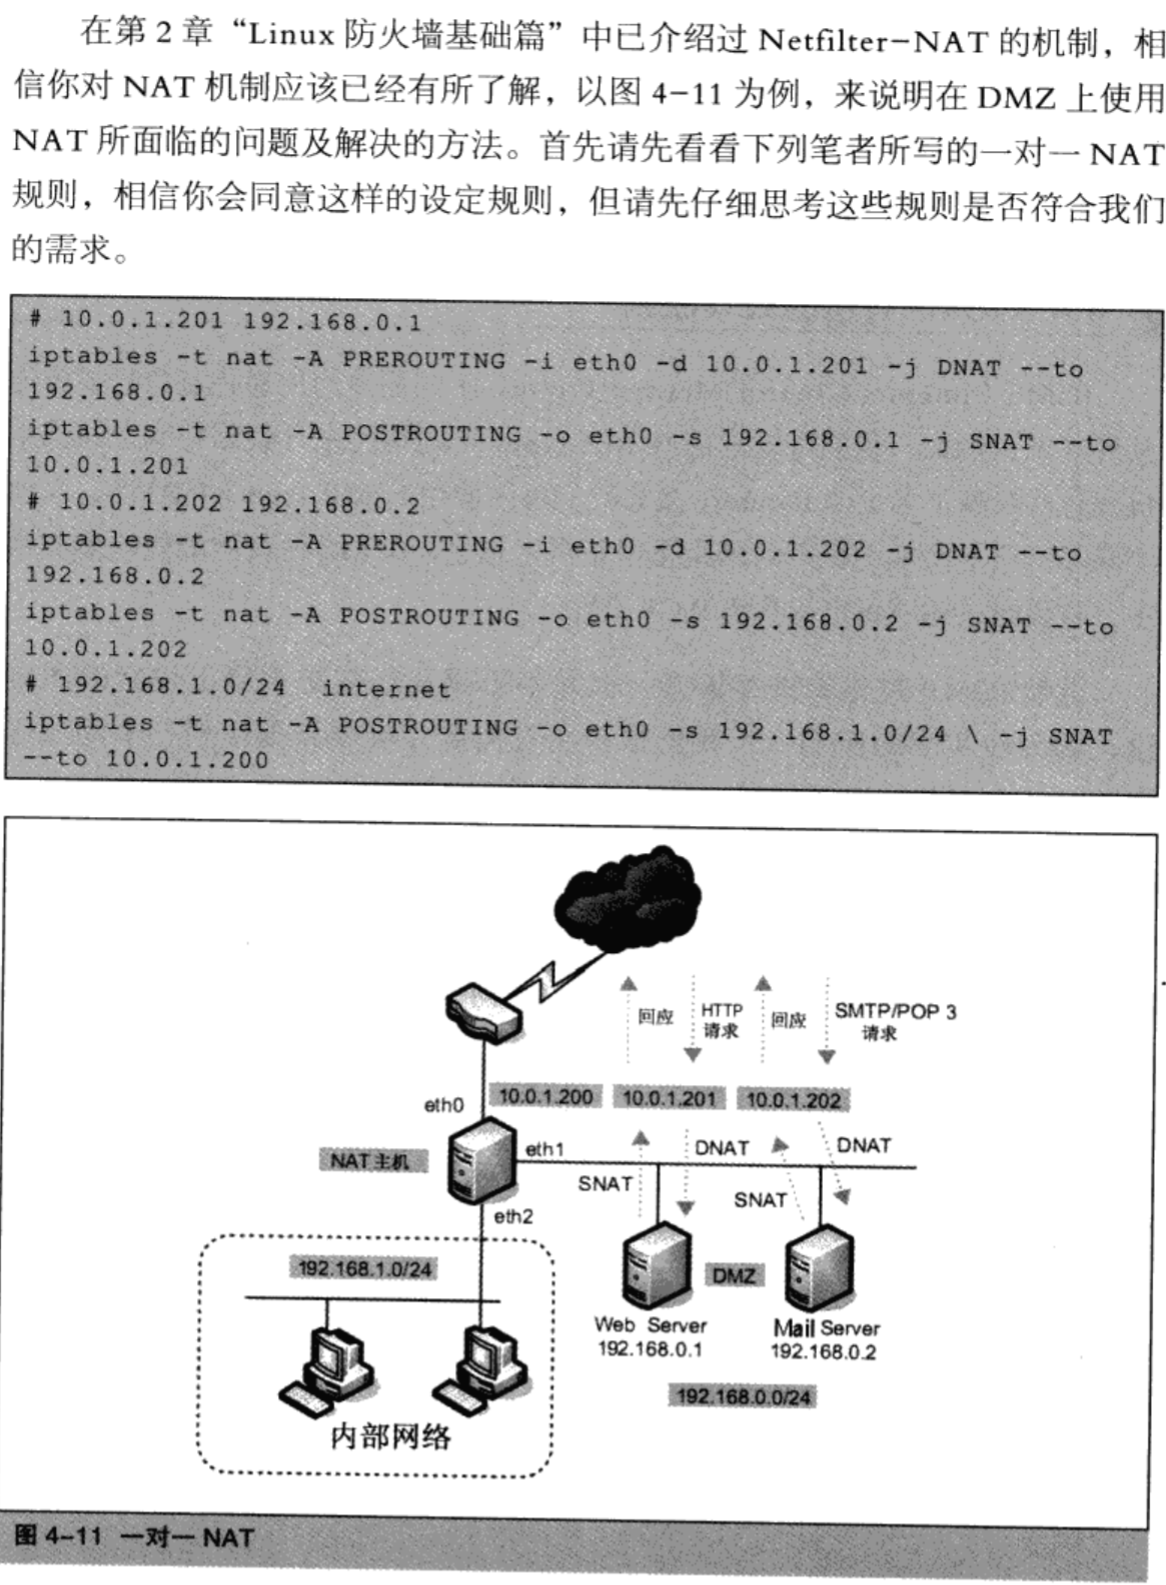 在第 2 章“Linux 防火墙基础篇”中已介绍过 Netfilter-NAT 的机制，相
信你对 NAT 机制应该已经有所了解，以图 4-11 为例，来说明在 DMZ 上使用
NAT 所面临的问题及解决的方法。首先请先看看下列笔者所写的一对一 NAT
规则，相信你会同意这样的设定规则，但请先仔细思考这些规则是否符合我们
的需求。
# 10.0.1.201 192.168.0.1
iptables -t nat -A PREROUTING -i eth0 -d 10.0.1.201 -j DNAT --to
192.168.0.1
iptables -t nat -A POSTROUTING -o eth0 -s 192.168.0.1 -j SNAT --to
10.0.1.201
# 10.0.1.202 192.168.0.2
iptables -t nat -A PREROUTING -i eth0 -d 10.0.1.202 -j DNAT --to
192.168.0.2
iptables -t nat -A POSTROUTING -o eth0 -s 192.168.0.2 -j SNAT --to
10.0.1.202
# 192.168.1.0/24  internet
iptables -t nat -A POSTROUTING -o eth0 -s 192.168.1.0/24 \ -j SNAT
--to 10.0.1.200
回应
HTTP
请求
回应
SMTP/POP 3
请求
eth0
10.0.1.200
10.0.1.201
10.0.1.202
NAT 主机
eth1
DNAT
DNAT
SNAT
SNAT
eth2
192.168.1.0/24
DMZ
Web Server
192.168.0.1
Mail Server
192.168.0.2
192.168.0.0/24
内部网络
图 4-11 一对一 NAT